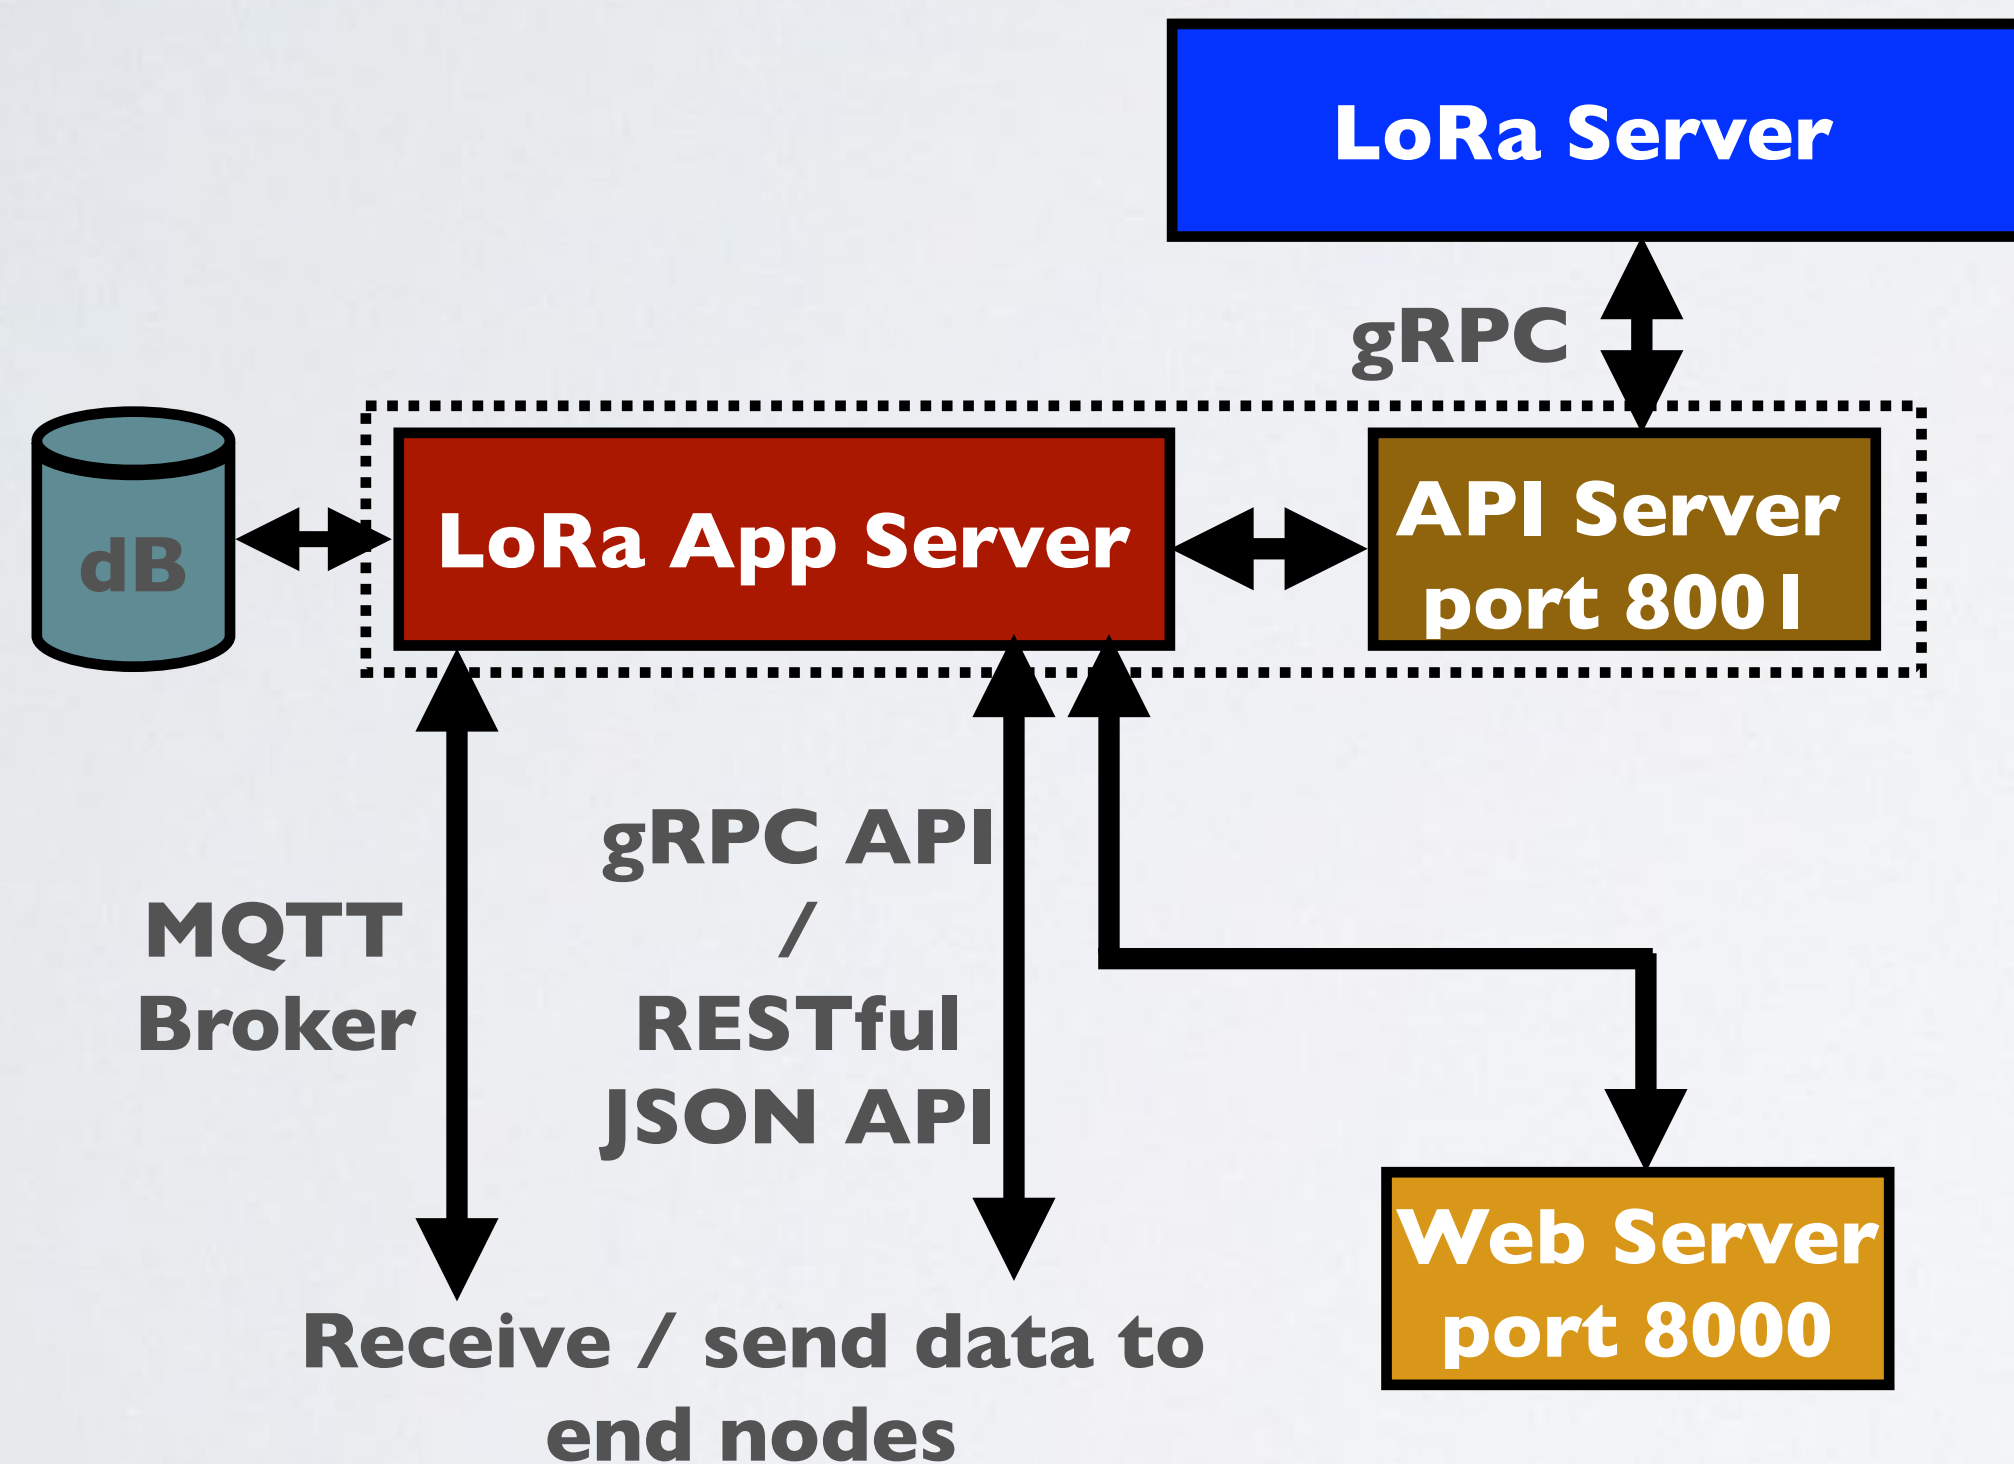 LoRa Server
gRPC
dB
LoRa App Server
API Server
port 8001
MQTT
Broker
gRPC API
/
RESTful
JSON API
Web Server
port 8000
Receive / send data to
end nodes